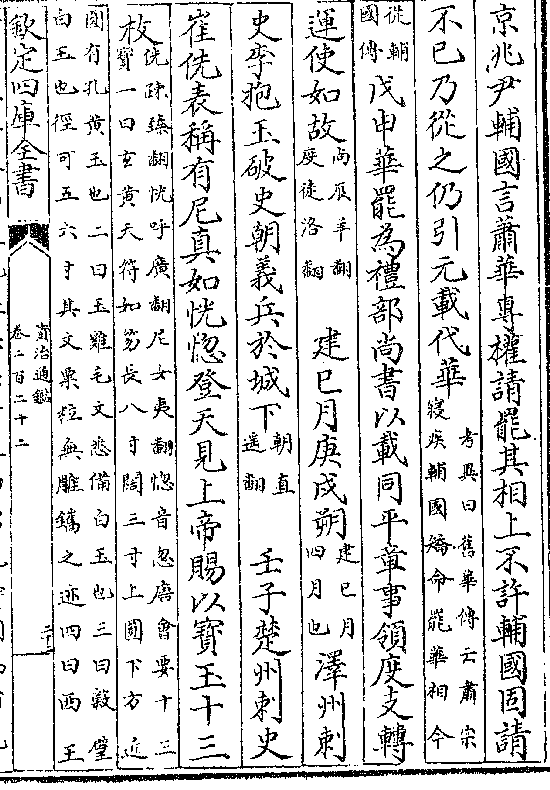 京兆尹輔國言蕭華專權請罷其相上不許輔國固請
不已乃從之仍引元載代華考異曰舊華傳云肅宗
寢疾輔國矯命罷華相今
從朝
國傳戊申華罷為禮部尚書以載同平章事領度支轉
運使如故尚辰羊翻
度徒洛翻 建巳月庚戌朔建巳月
四月也澤州刺
史李抱玉破史朝義兵於城下朝直
遥翻 壬子楚州刺史
崔侁表稱有尼真如恍惚登天見上帝賜以寶玉十三
枚侁疎臻翻恍呼廣翻尼女夷翻惚音忽唐會要十三
寶一曰玄黄天符如笏長八寸闊三寸上圓下方近
圓有孔黄玉也二曰玉雞毛文悉備白玉也三曰穀璧
白玉也徑可五六寸其文粟粒無雕鐫之迹四曰西王
欽定四庫全書
資治通鑑
卷二百二十二